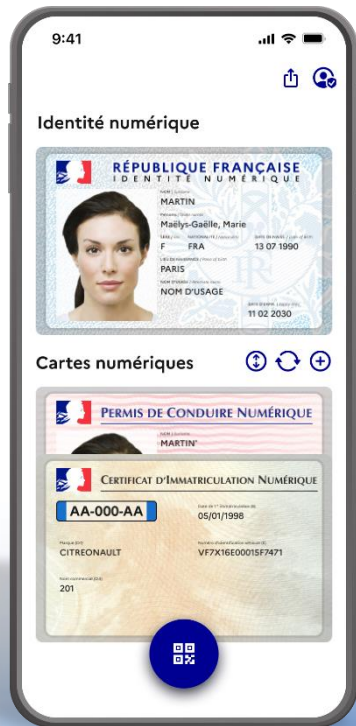 9:41
Identité numérique
RÉPUBLIQUE FRANÇAISE
IDENTITÉ NUMÉRIQUE
MARTIN
Maëlys-Gaëlle, Marie
F FRA 13 07 1990
PARIS
NOM D'USAGE
11 02 2030
Cartes numériques
PERMIS DE CONDUIRE NUMÉRIQUE
MARTIN
CERTIFICAT D'IMMATRICULATION NUMÉRIQUE
AA-000-AA
05/01/1998
CITREONAULT
VF7X16E00015F7471
201